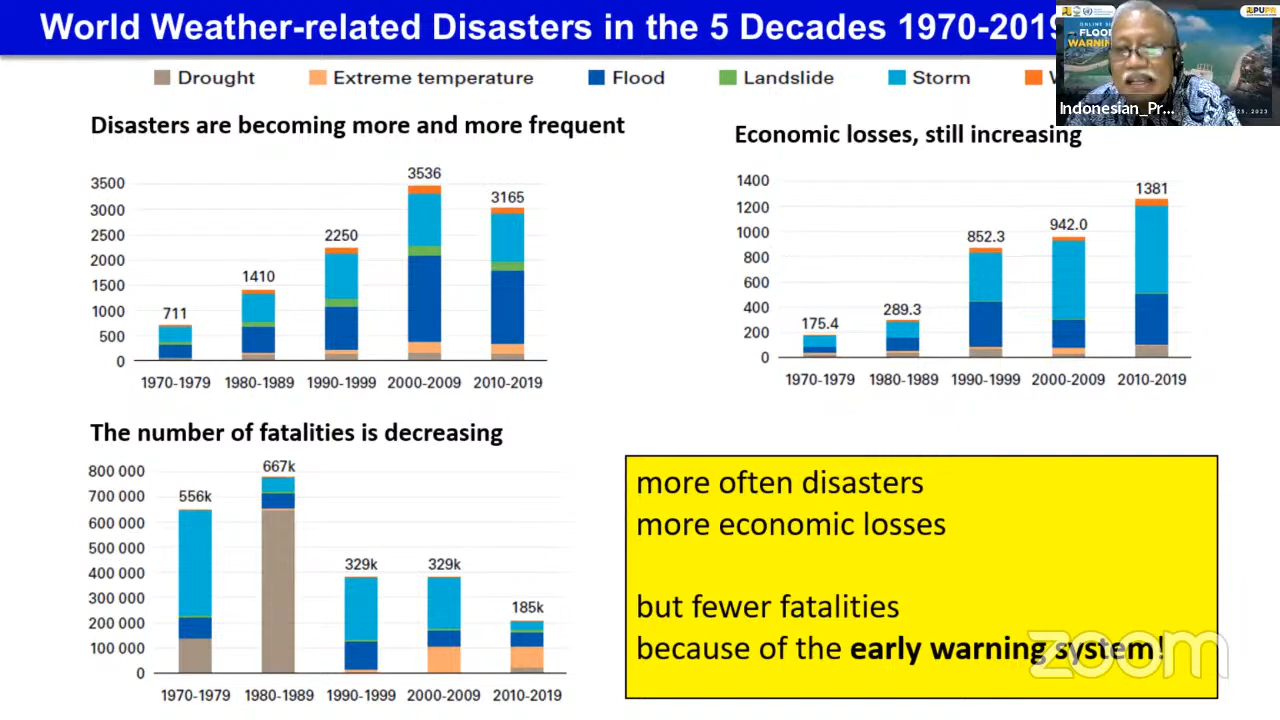 World Weather-related Disasters in the 5 Decades 1970-2019
Drought Extreme temperature Flood Landslide Storm W
FLOO
WARNIN
PUPR
Indonesian_Pr...
25, 2023
Disasters are becoming more and more frequent
3500
3000
2500
2000
1500
1000
500
0
711
1410
2250
3536
3165
1970-1979 1980-1989 1990-1999 2000-2009 2010-2019
Economic losses, still increasing
1400
1200
1000
800
600
400
200
0
175.4
289.3
852.3
942.0
1381
1970-1979 1980-1989 1990-1999 2000-2009 2010-2019
The number of fatalities is decreasing
800 000
700 000
600 000
500 000
400 000
300 000
200 000
100 000
0
556k
667k
329k
329k
185k
1970-1979 1980-1989 1990-1999 2000-2009 2010-2019
more often disasters
more economic losses
but fewer fatalities
because of the early warning system!
zoom